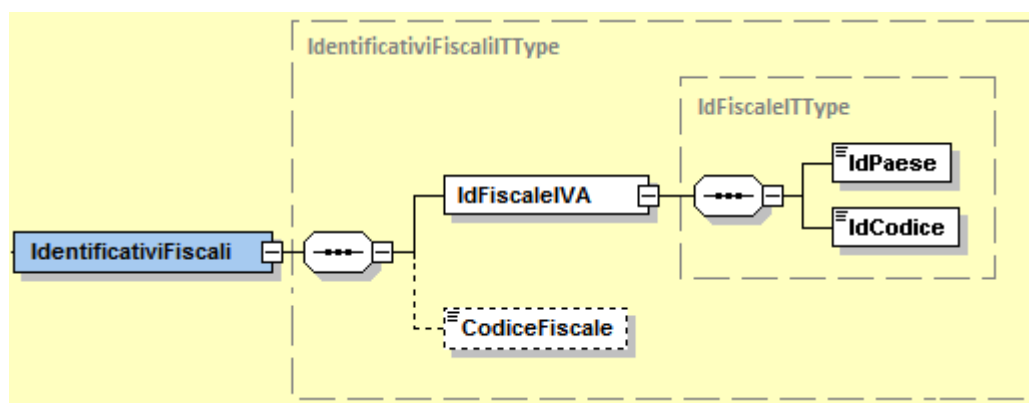 IdentificativiFiscaliITType
IdFiscaleITType
IdPaese
IdFiscaleIVA
IdCodice
IdentificativiFiscali
CodiceFiscale